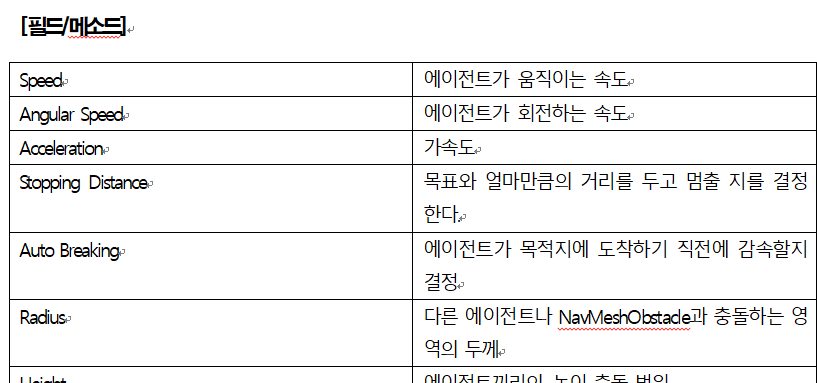 [필드/메소드]
Speed 에이전트가 움직이는 속도
Angular Speed 에이전트가 회전하는 속도
Acceleration 가속도
Stopping Distance 목표와 얼마만큼의 거리를 두고 멈출 지를 결정
한다.
Auto Breaking 에이전트가 목적지에 도착하기 직전에 감속할지
결정
Radius 다른 에이전트나 NavMeshObstacle과 충돌하는 영
역의 두께
Height 에이전트끼리의 높이 충돌 범위